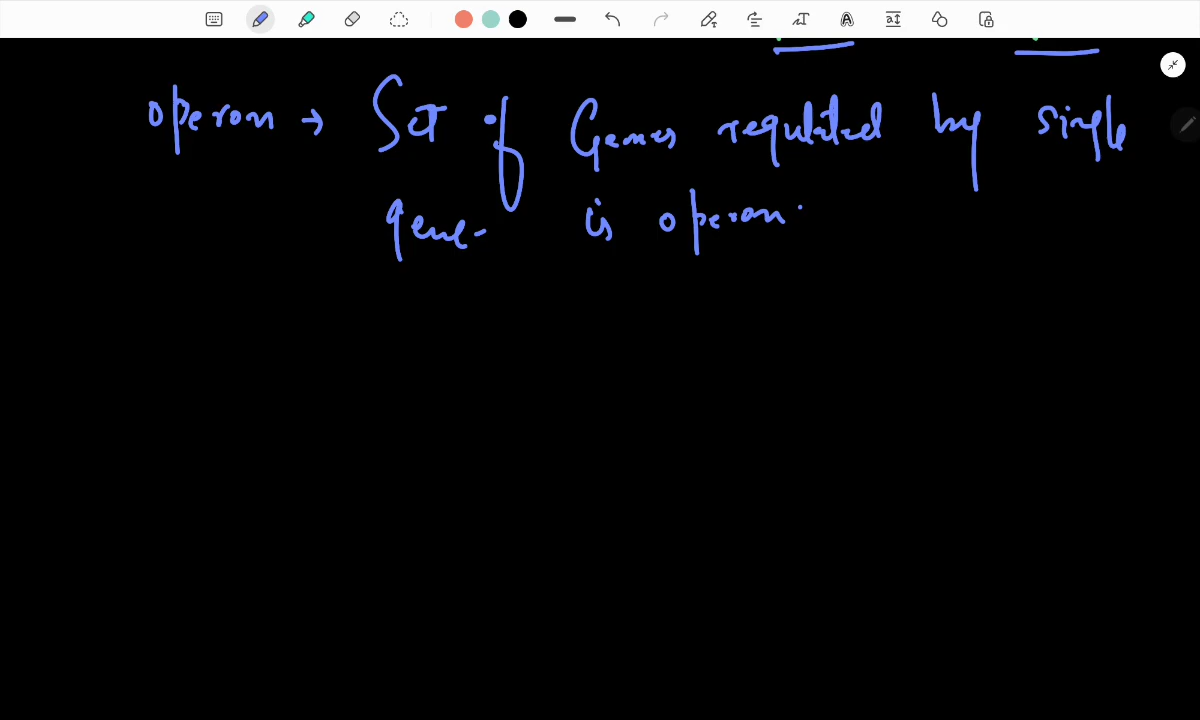 operon → Set of Genes regulated by single
gene- is operon.